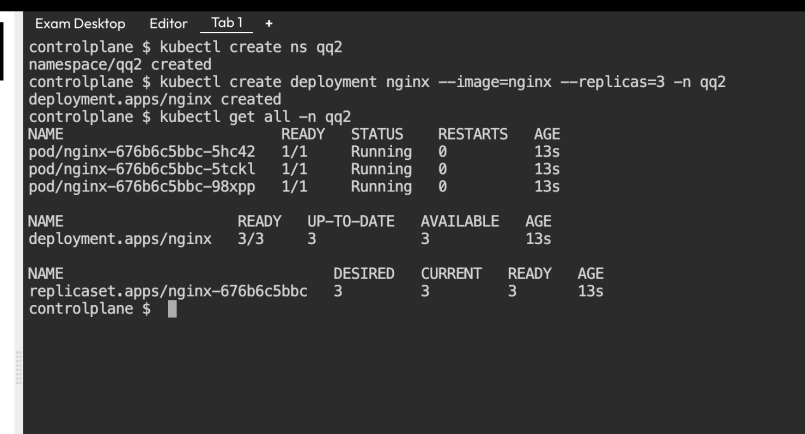 Exam Desktop Editor Tab 1 +
controlplane $ kubectl create ns qq2
namespace/qq2 created
controlplane $ kubectl create deployment nginx --image=nginx --replicas=3 -n qq2
deployment.apps/nginx created
controlplane $ kubectl get all -n qq2
NAME READY STATUS RESTARTS AGE
pod/nginx-676b6c5bbc-5hc42 1/1 Running 0 13s
pod/nginx-676b6c5bbc-5tckl 1/1 Running 0 13s
pod/nginx-676b6c5bbc-98xpp 1/1 Running 0 13s
NAME READY UP-TO-DATE AVAILABLE AGE
deployment.apps/nginx 3/3 3 3 13s
NAME DESIRED CURRENT READY AGE
replicaset.apps/nginx-676b6c5bbc 3 3 3 13s
controlplane $